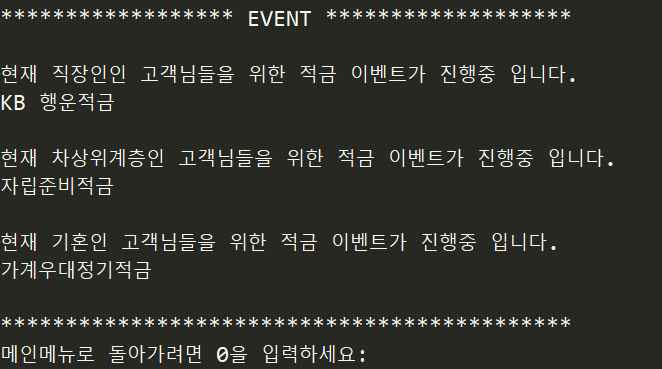 ****************** EVENT *******************
현재 직장인인 고객님들을 위한 적금 이벤트가 진행중 입니다.
KB 행운적금
현재 차상위계층인 고객님들을 위한 적금 이벤트가 진행중 입니다.
자립준비적금
현재 기혼인 고객님들을 위한 적금 이벤트가 진행중 입니다.
가계우대정기적금
********************************************
메인메뉴로 돌아가려면 0을 입력하세요: